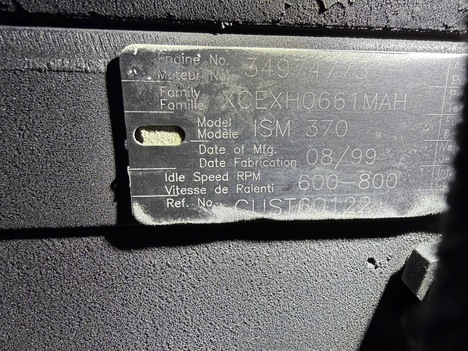 Engine No.
Moteur No. 34974773
Family
Famille XCEXH0661MAH
Model
Modèle ISM 370
Date of Mfg.
Date Fabrication 08/99
Idle Speed RPM
Vitesse de Ralenti 600-800
Ref. No. CUST60122